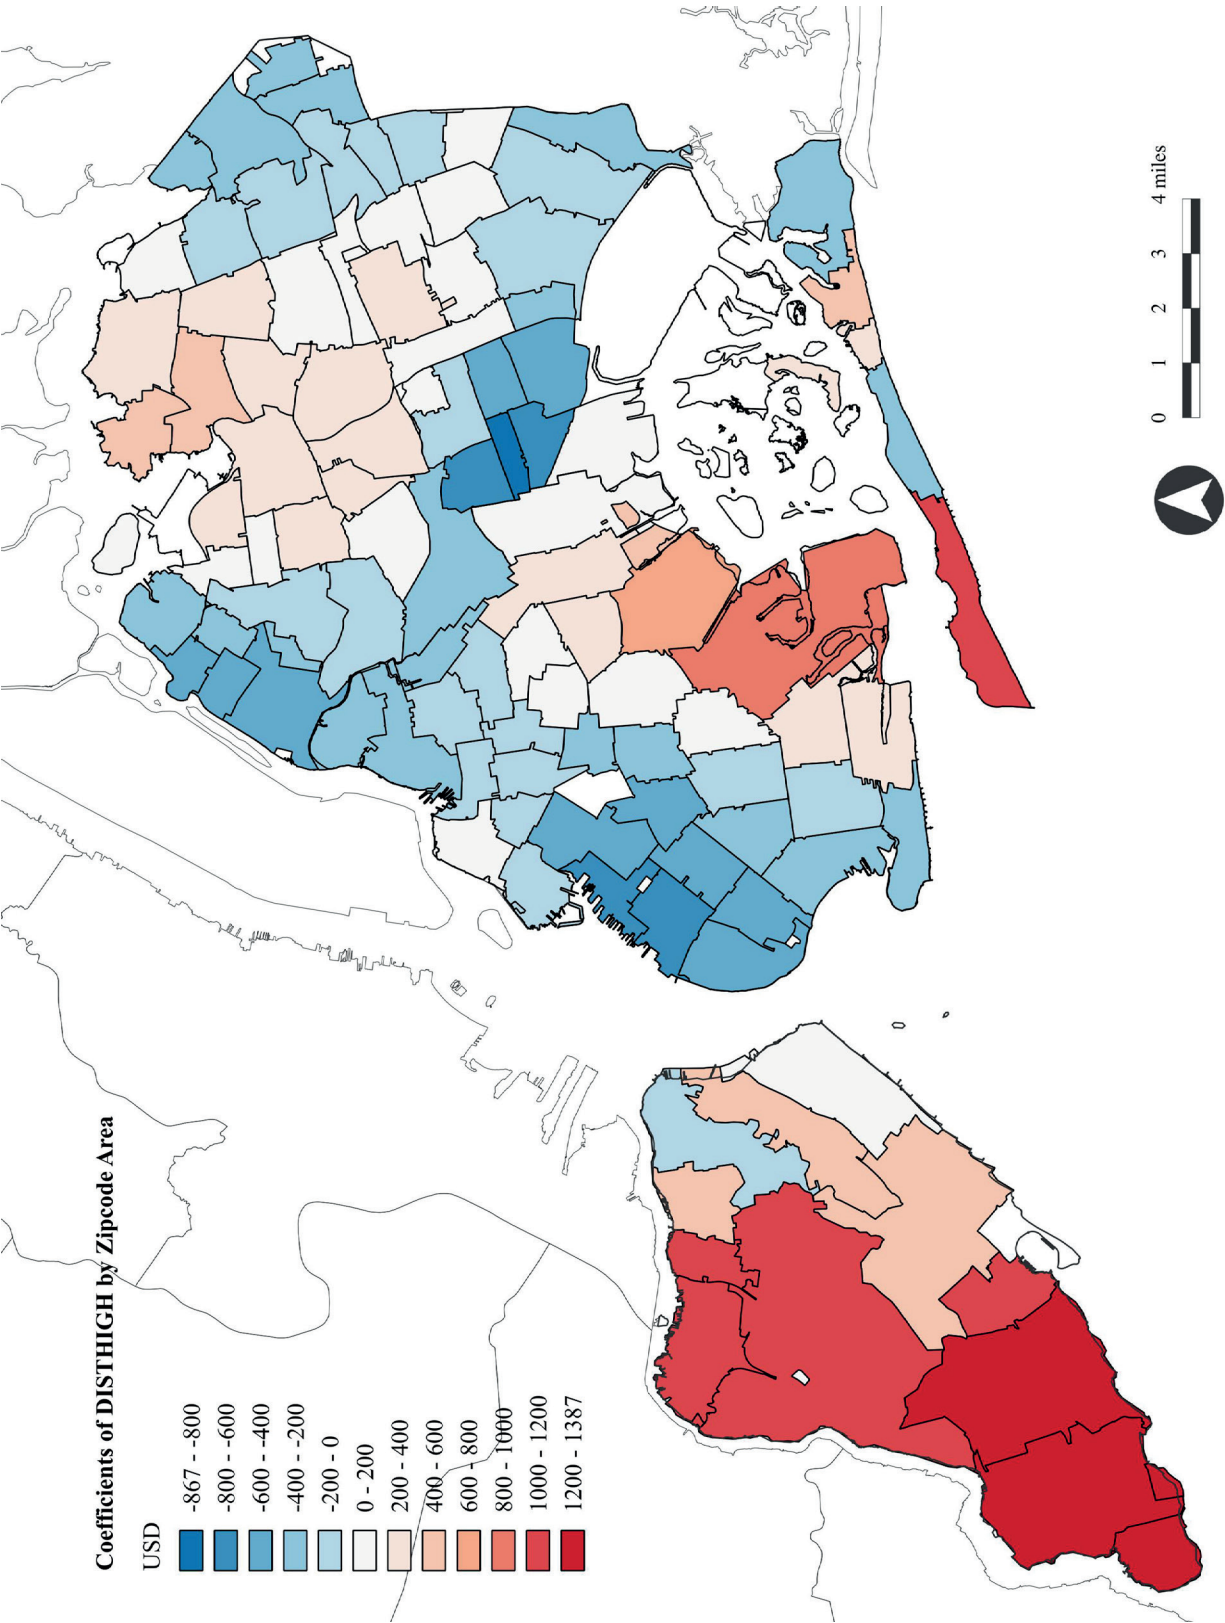 Coefficients of DISTHIGH by Zipcode Area
USD
-867 - -800
-800 - -600
-600 - -400
-400 - -200
-200 - 0
0 - 200
200 - 400
400 - 600
600 - 800
800 - 1000
1000 - 1200
1200 - 1387
0 1 2 3 4 miles